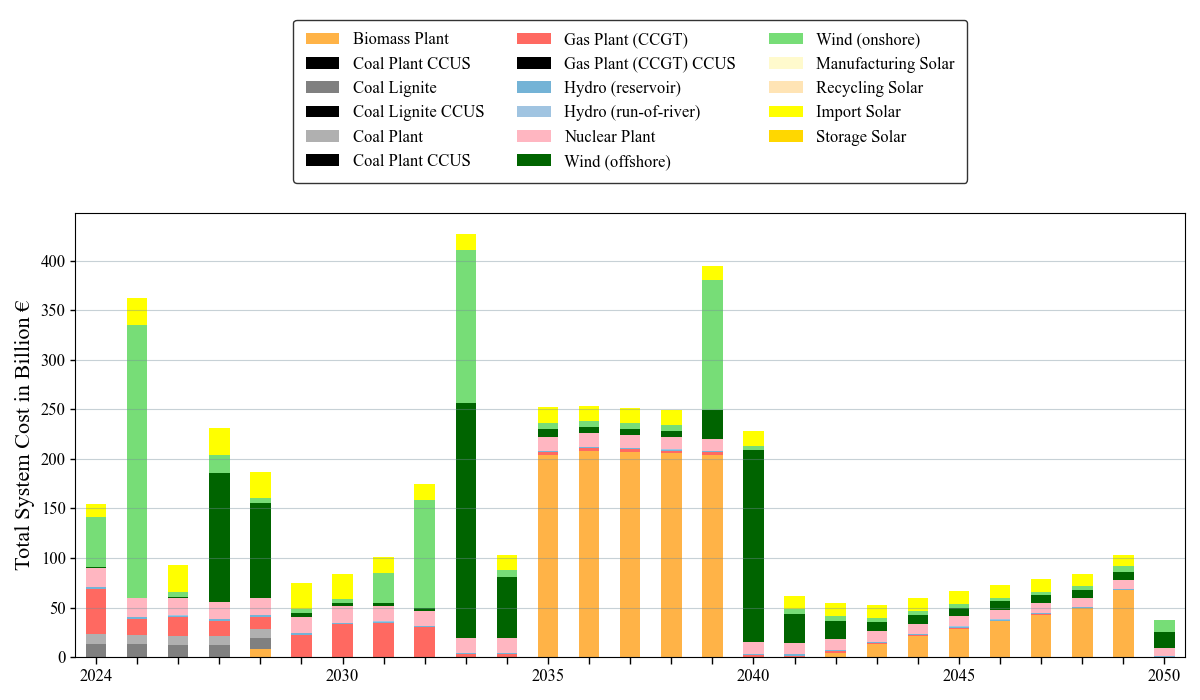 Biomass Plant
Coal Plant CCUS
Coal Lignite
Coal Lignite CCUS
Coal Plant
Coal Plant CCUS
Gas Plant (CCGT)
Gas Plant (CCGT) CCUS
Hydro (reservoir)
Hydro (run-of-river)
Nuclear Plant
Wind (offshore)
Wind (onshore)
Manufacturing Solar
Recycling Solar
Import Solar
Storage Solar
Total System Cost in Billion €
400
350
300
250
200
150
100
50
0
2024
2030
2035
2040
2045
2050